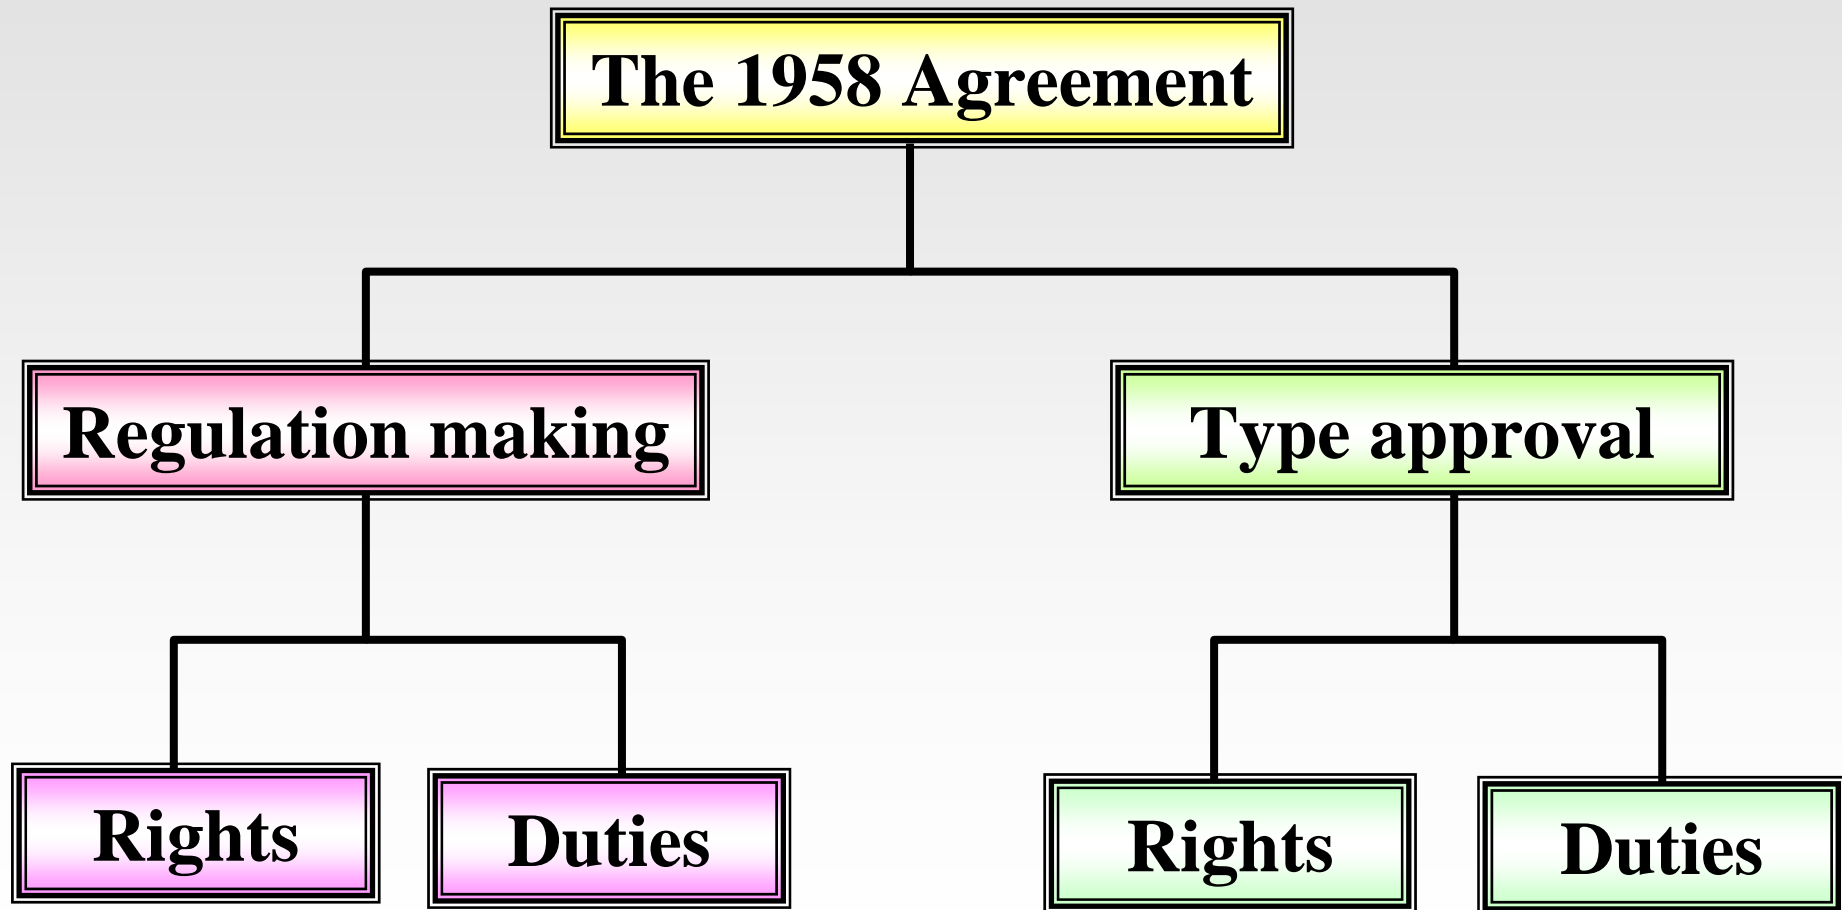 The 1958 Agreement
Regulation making
Type approval
Rights
Duties
Rights
Duties